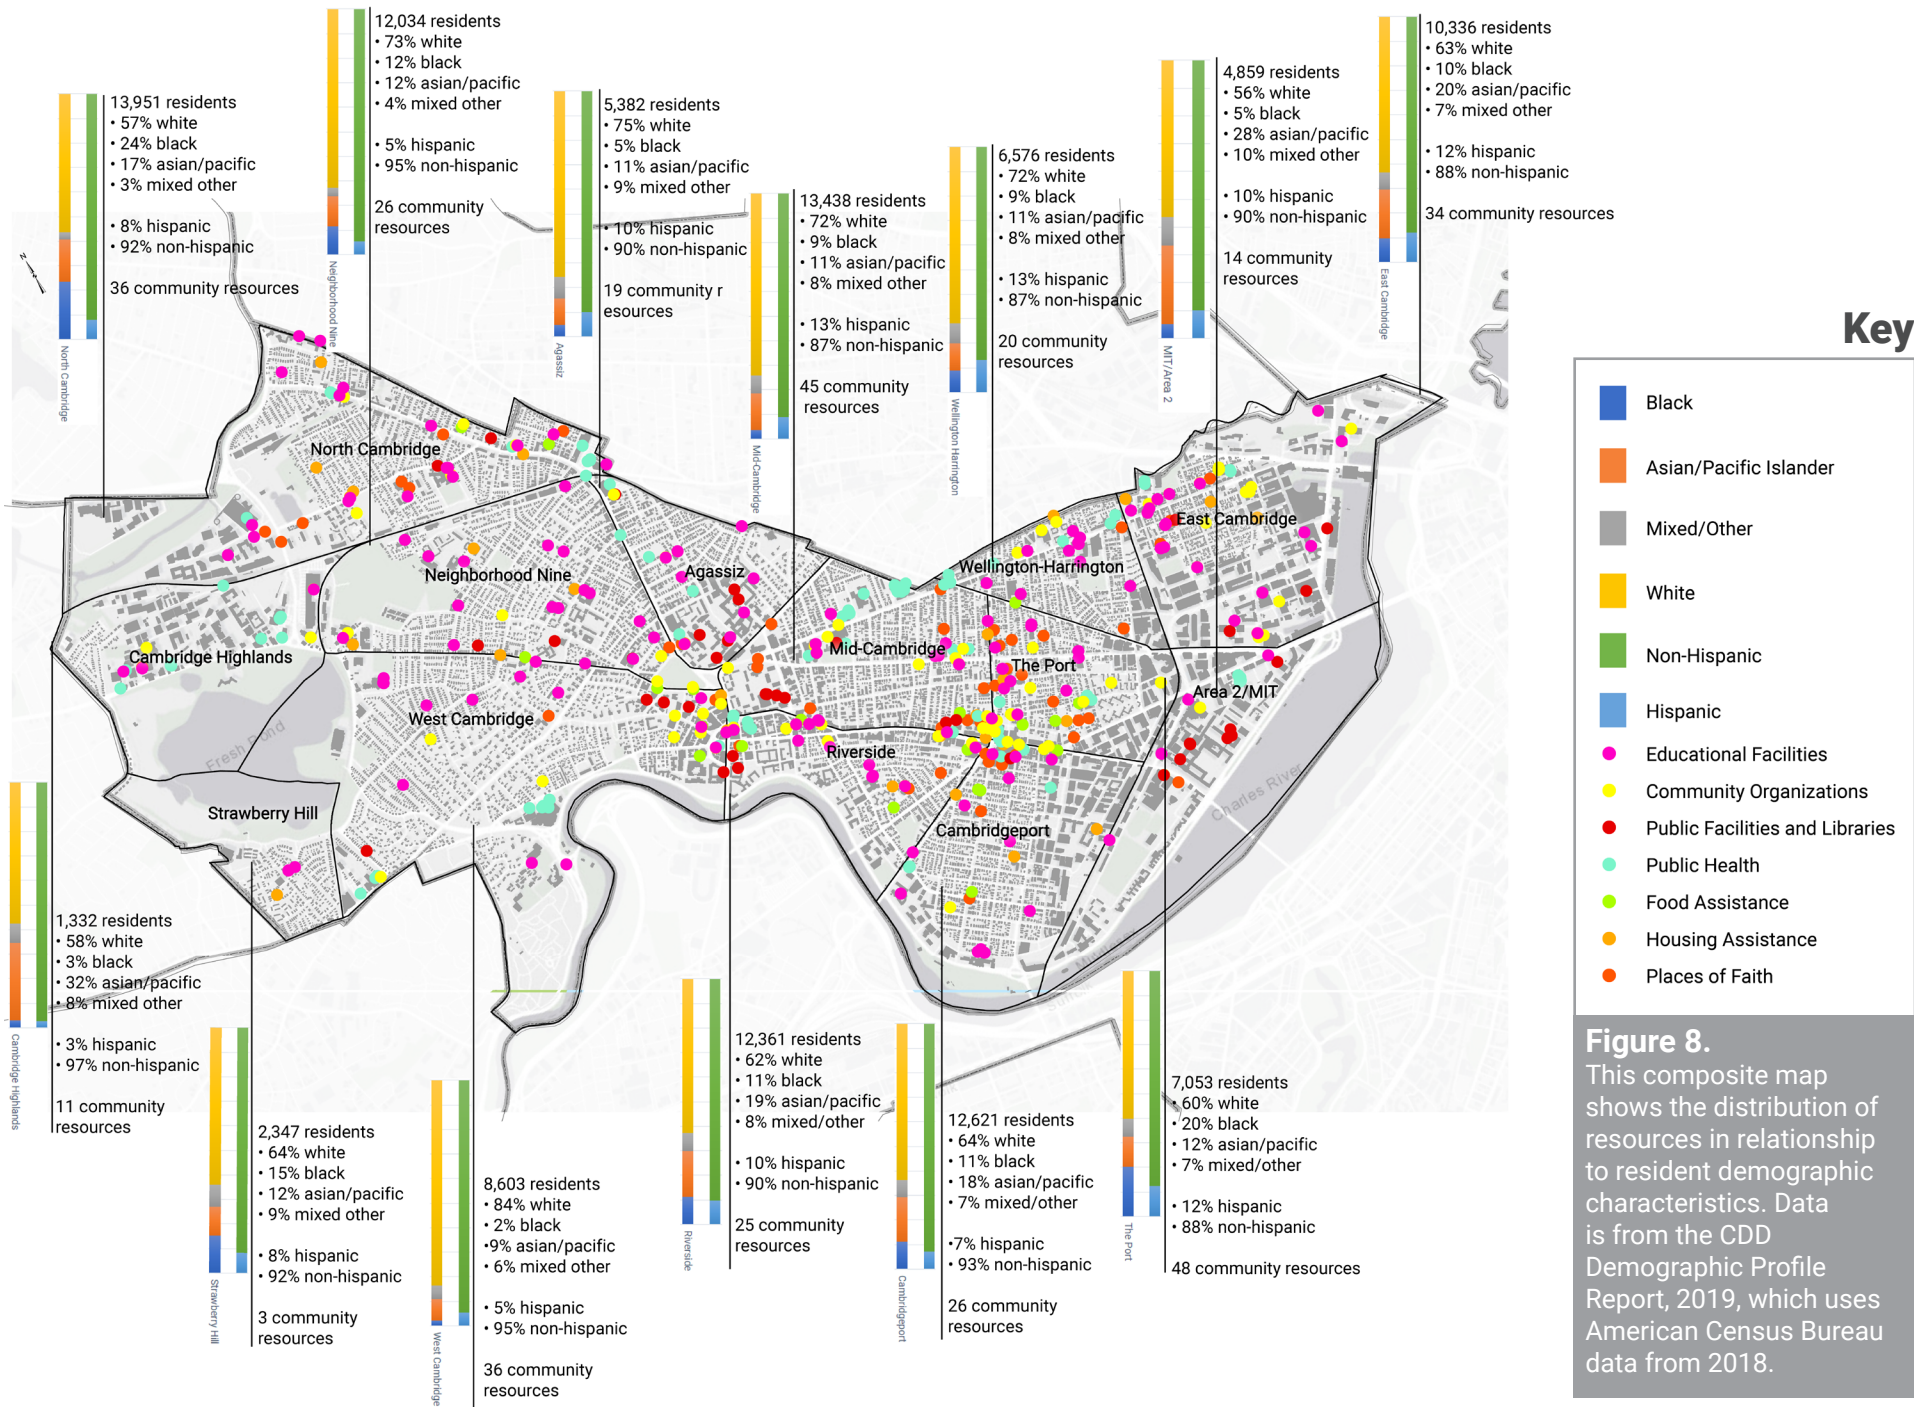 12,034 residents
• 73% white
• 12% black
• 12% asian/pacific
• 4% mixed other
• 5% hispanic
• 95% non-hispanic
26 community
resources
Neighborhood Nine
13,951 residents
• 57% white
• 24% black
• 17% asian/pacific
• 3% mixed other
• 8% hispanic
• 92% non-hispanic
36 community resources
North Cambridge
5,382 residents
• 75% white
• 5% black
• 11% asian/pacific
• 9% mixed other
• 10% hispanic
• 90% non-hispanic
19 community r
esources
Agassiz
13,438 residents
• 72% white
• 9% black
• 11% asian/pacific
• 8% mixed other
• 13% hispanic
• 87% non-hispanic
45 community
resources
Mid-Cambridge
6,576 residents
• 72% white
• 9% black
• 11% asian/pacific
• 8% mixed other
• 13% hispanic
• 87% non-hispanic
20 community
resources
Wellington Harrington
4,859 residents
• 56% white
• 5% black
• 28% asian/pacific
• 10% mixed other
• 10% hispanic
• 90% non-hispanic
14 community
resources
MIT/Area 2
10,336 residents
• 63% white
• 10% black
• 20% asian/pacific
• 7% mixed other
• 12% hispanic
• 88% non-hispanic
34 community resources
East Cambridge
N
North Cambridge
East Cambridge
Neighborhood Nine
Agassiz
Wellington-Harrington
Cambridge Highlands
Mid-Cambridge
The Port
Area 2/MIT
West Cambridge
Fresh Pond
Riverside
Charles River
Strawberry Hill
Cambridgeport
1,332 residents
• 58% white
• 3% black
• 32% asian/pacific
• 8% mixed other
• 3% hispanic
• 97% non-hispanic
11 community
resources
Cambridge Highlands
2,347 residents
• 64% white
• 15% black
• 12% asian/pacific
• 9% mixed other
• 8% hispanic
• 92% non-hispanic
3 community
resources
Strawberry Hill
8,603 residents
• 84% white
• 2% black
•9% asian/pacific
• 6% mixed other
• 5% hispanic
• 95% non-hispanic
36 community
resources
West Cambridge
12,361 residents
• 62% white
• 11% black
• 19% asian/pacific
• 8% mixed/other
• 10% hispanic
• 90% non-hispanic
25 community
resources
Riverside
12,621 residents
• 64% white
• 11% black
• 18% asian/pacific
• 7% mixed/other
•7% hispanic
• 93% non-hispanic
26 community
resources
Cambridgeport
7,053 residents
• 60% white
• 20% black
• 12% asian/pacific
• 7% mixed/other
• 12% hispanic
• 88% non-hispanic
48 community resources
The Port
Key
Black
Asian/Pacific Islander
Mixed/Other
White
Non-Hispanic
Hispanic
Educational Facilities
Community Organizations
Public Facilities and Libraries
Public Health
Food Assistance
Housing Assistance
Places of Faith
Figure 8.
This composite map
shows the distribution of
resources in relationship
to resident demographic
characteristics. Data
is from the CDD
Demographic Profile
Report, 2019, which uses
American Census Bureau
data from 2018.